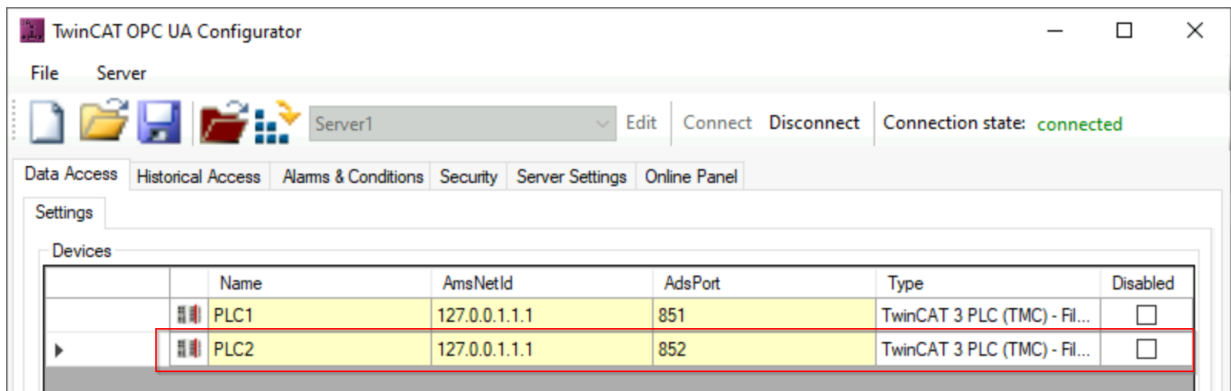 TwinCAT OPC UA Configurator
File Server
Server1 Edit Connect Disconnect Connection state: connected
Data Access Historical Access Alarms & Conditions Security Server Settings Online Panel
Settings
Devices
Name AmsNetId AdsPort Type Disabled
PLC1 127.0.0.1.1.1 851 TwinCAT 3 PLC (TMC) - Fil...
PLC2 127.0.0.1.1.1 852 TwinCAT 3 PLC (TMC) - Fil...